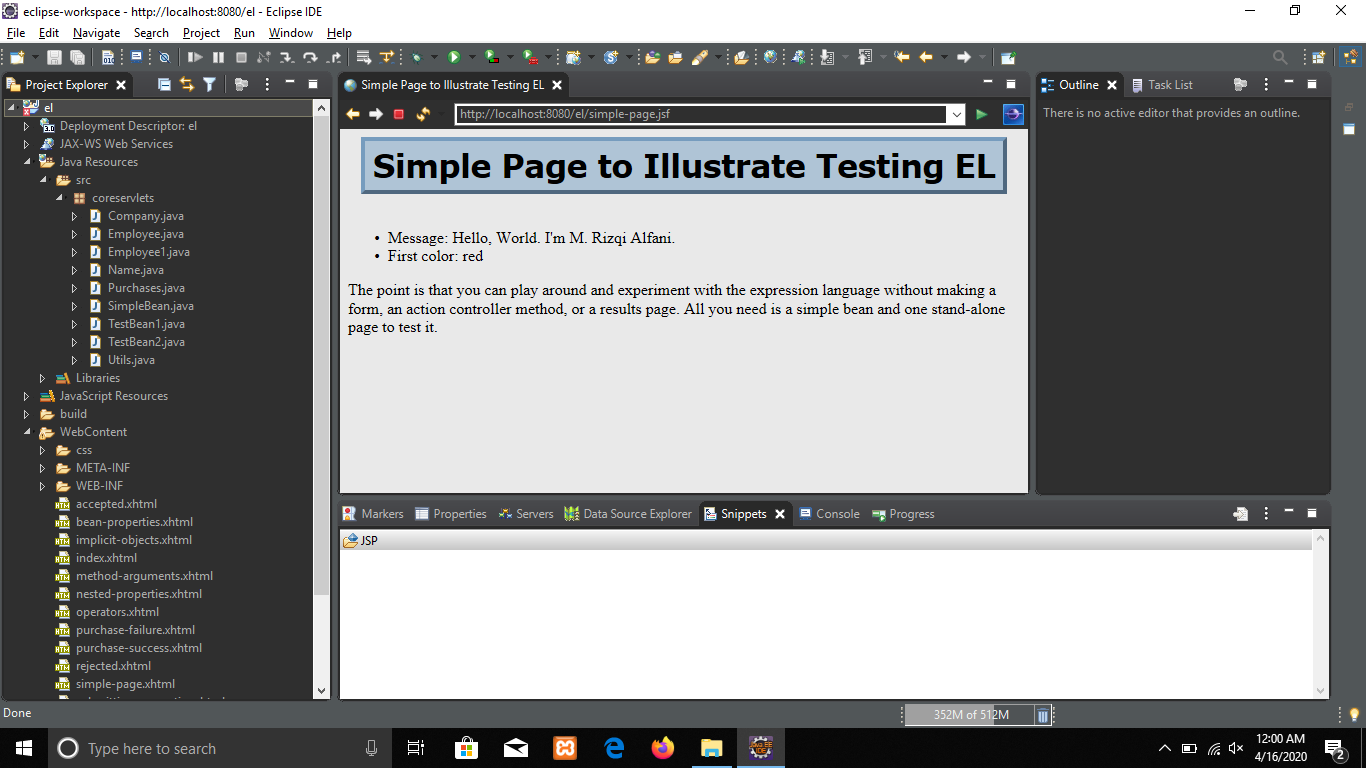 eclipse-workspace - http://localhost:8080/el - Eclipse IDE
File Edit Navigate Search Project Run Window Help
Project Explorer
el
Deployment Descriptor: el
JAX-WS Web Services
Java Resources
src
coreservlets
Company.java
Employee.java
Employee1.java
Name.java
Purchases.java
SimpleBean.java
TestBean1.java
TestBean2.java
Utils.java
Libraries
JavaScript Resources
build
WebContent
css
META-INF
WEB-INF
accepted.xhtml
bean-properties.xhtml
implicit-objects.xhtml
index.xhtml
method-arguments.xhtml
nested-properties.xhtml
operators.xhtml
purchase-failure.xhtml
purchase-success.xhtml
rejected.xhtml
simple-page.xhtml
Simple Page to Illustrate Testing EL
http://localhost:8080/el/simple-page.jsf
Simple Page to Illustrate Testing EL
• Message: Hello, World. I'm M. Rizqi Alfani.
• First color: red
The point is that you can play around and experiment with the expression language without making a
form, an action controller method, or a results page. All you need is a simple bean and one stand-alone
page to test it.
Outline Task List
There is no active editor that provides an outline.
Markers Properties Servers Data Source Explorer Snippets Console Progress
JSP
Done
352M of 512M
Type here to search
12:00 AM
4/16/2020
2